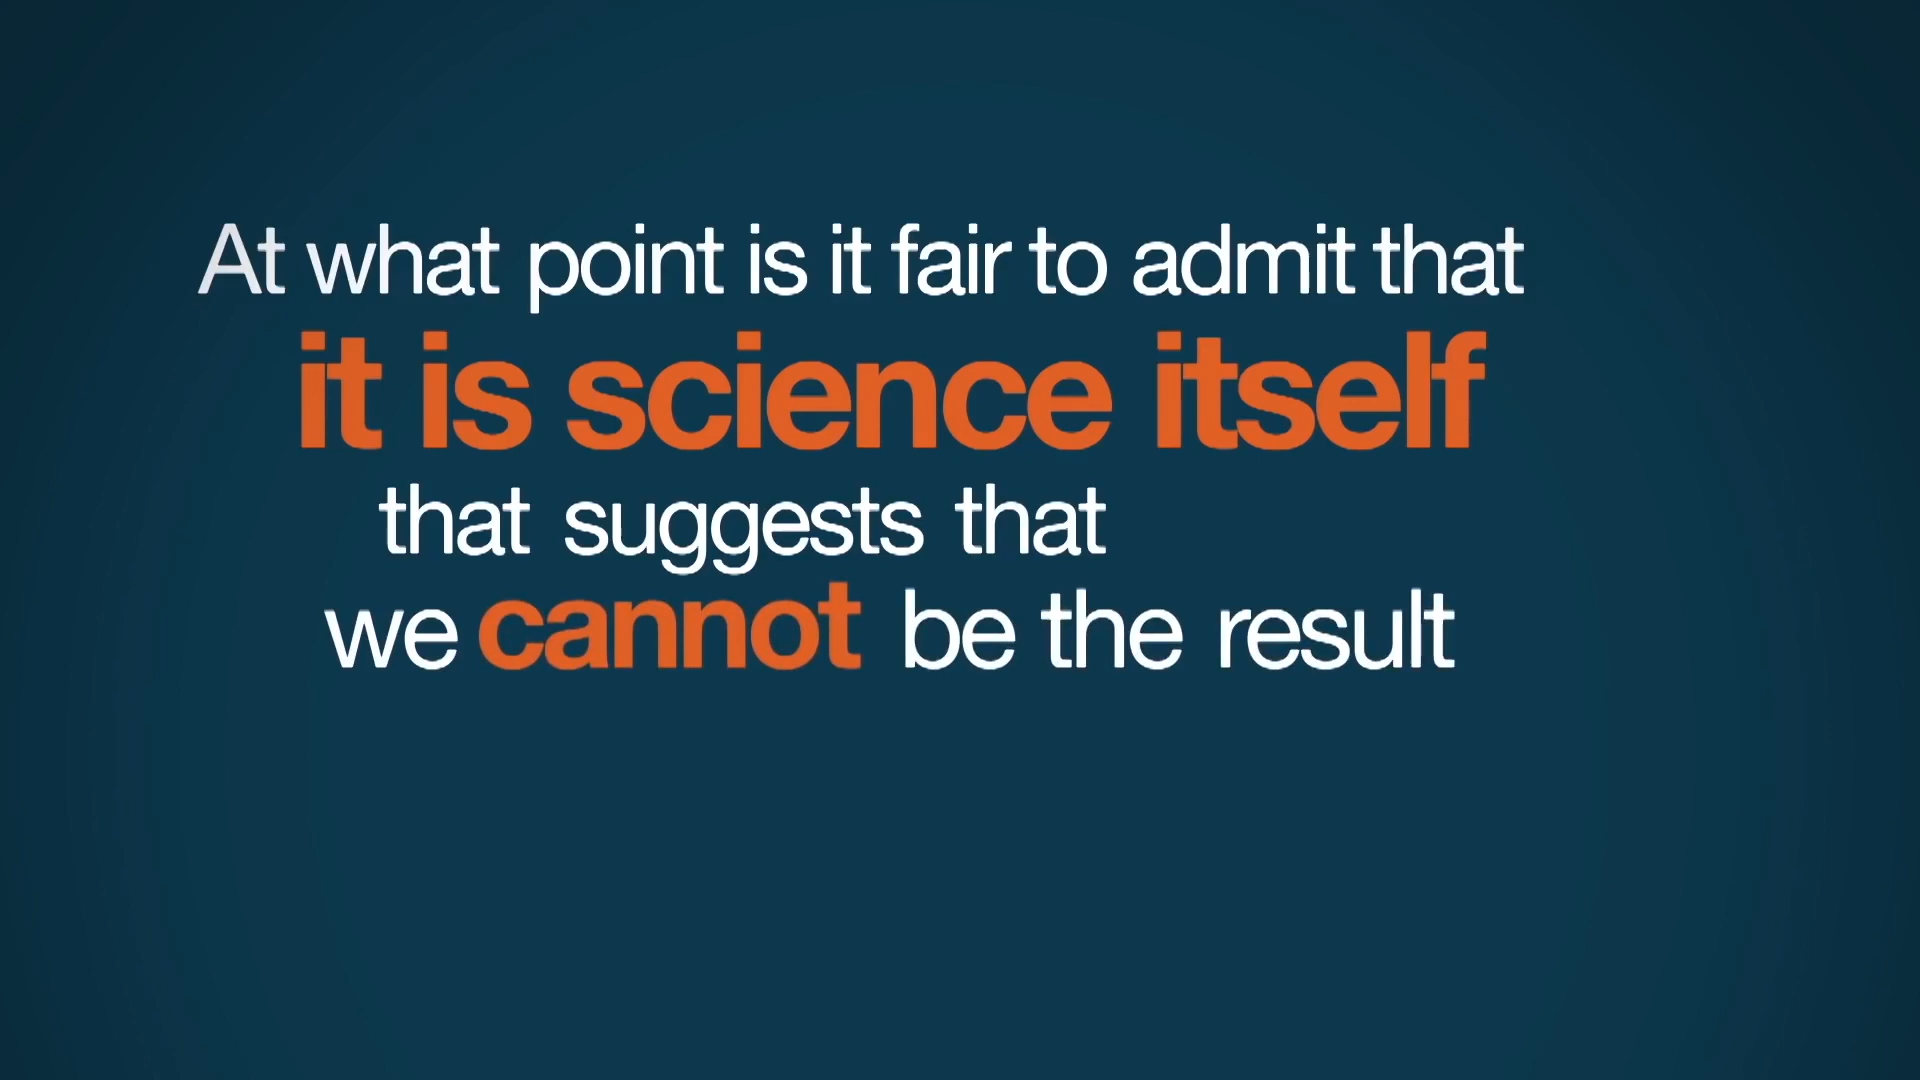 At what point is it fair to admit that
it is science itself
that suggests that
we cannot be the result